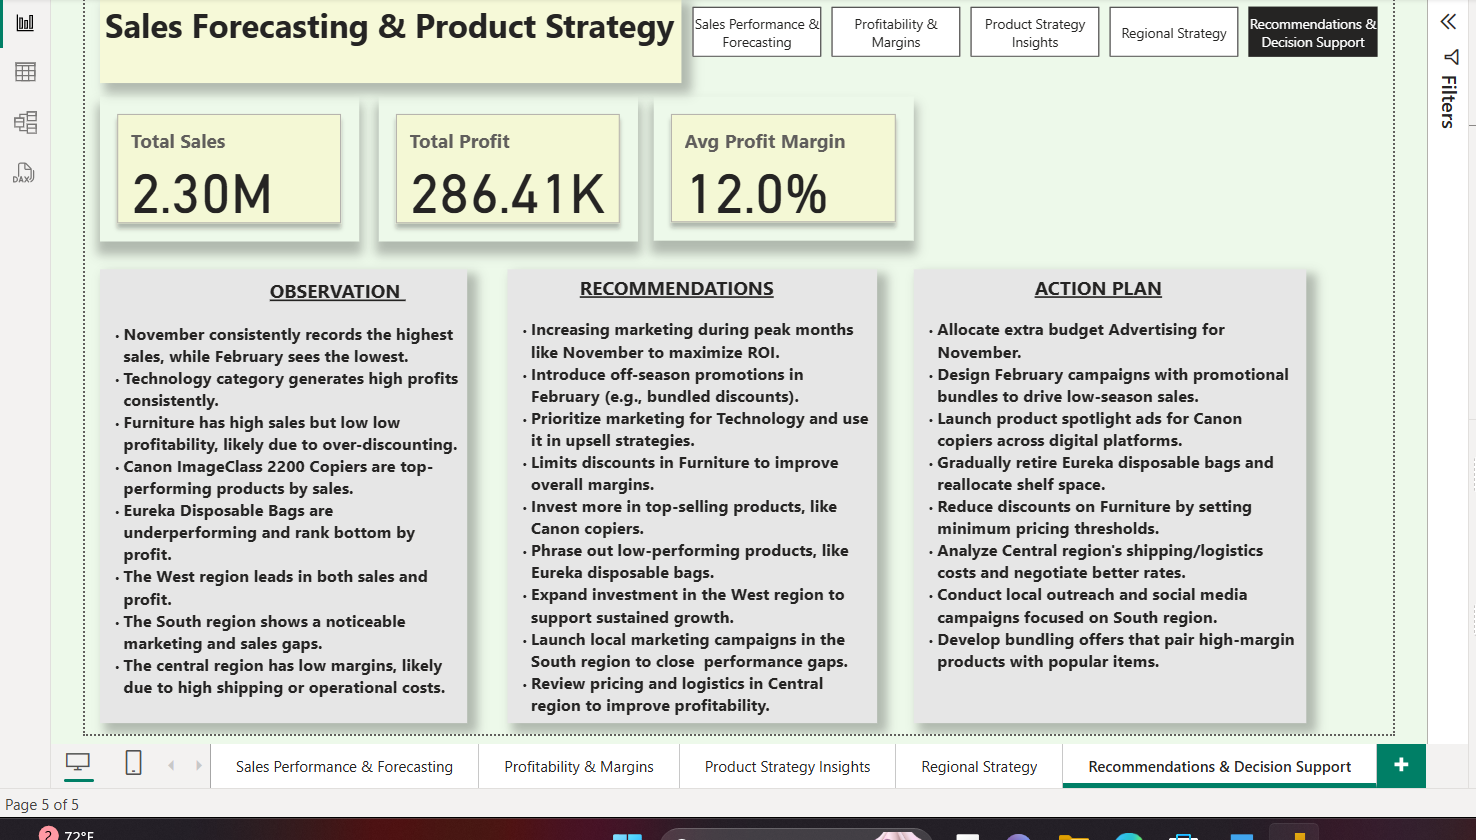 Sales Forecasting & Product Strategy
Sales Performance &
Forecasting
Profitability &
Margins
Product Strategy
Insights
Regional Strategy
Recommendations &
Decision Support
Filters
DAX
Total Sales
2.30M
Total Profit
286.41K
Avg Profit Margin
12.0%
OBSERVATION
· November consistently records the highest
sales, while February sees the lowest.
· Technology category generates high profits
consistently.
· Furniture has high sales but low low
profitability, likely due to over-discounting.
· Canon ImageClass 2200 Copiers are top-
performing products by sales.
· Eureka Disposable Bags are
underperforming and rank bottom by
profit.
· The West region leads in both sales and
profit.
· The South region shows a noticeable
marketing and sales gaps.
· The central region has low margins, likely
due to high shipping or operational costs.
RECOMMENDATIONS
· Increasing marketing during peak months
like November to maximize ROI.
· Introduce off-season promotions in
February (e.g., bundled discounts).
· Prioritize marketing for Technology and use
it in upsell strategies.
· Limits discounts in Furniture to improve
overall margins.
· Invest more in top-selling products, like
Canon copiers.
· Phrase out low-performing products, like
Eureka disposable bags.
· Expand investment in the West region to
support sustained growth.
· Launch local marketing campaigns in the
South region to close  performance gaps.
· Review pricing and logistics in Central
region to improve profitability.
ACTION PLAN
· Allocate extra budget Advertising for
November.
· Design February campaigns with promotional
bundles to drive low-season sales.
· Launch product spotlight ads for Canon
copiers across digital platforms.
· Gradually retire Eureka disposable bags and
reallocate shelf space.
· Reduce discounts on Furniture by setting
minimum pricing thresholds.
· Analyze Central region's shipping/logistics
costs and negotiate better rates.
· Conduct local outreach and social media
campaigns focused on South region.
· Develop bundling offers that pair high-margin
products with popular items.
Sales Performance & Forecasting
Profitability & Margins
Product Strategy Insights
Regional Strategy
Recommendations & Decision Support
Page 5 of 5
2
72°F